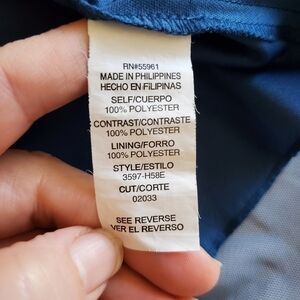 RN#55961
MADE IN PHILIPPINES
HECHO EN FILIPINAS
SELF/CUERPO
100% POLYESTER
CONTRAST/CONTRASTE
100% POLYESTER
LINING/FORRO
100% POLYESTER
STYLE/ESTILO
3597-H58E
CUT/CORTE
02033
SEE REVERSE
VER EL REVERSO